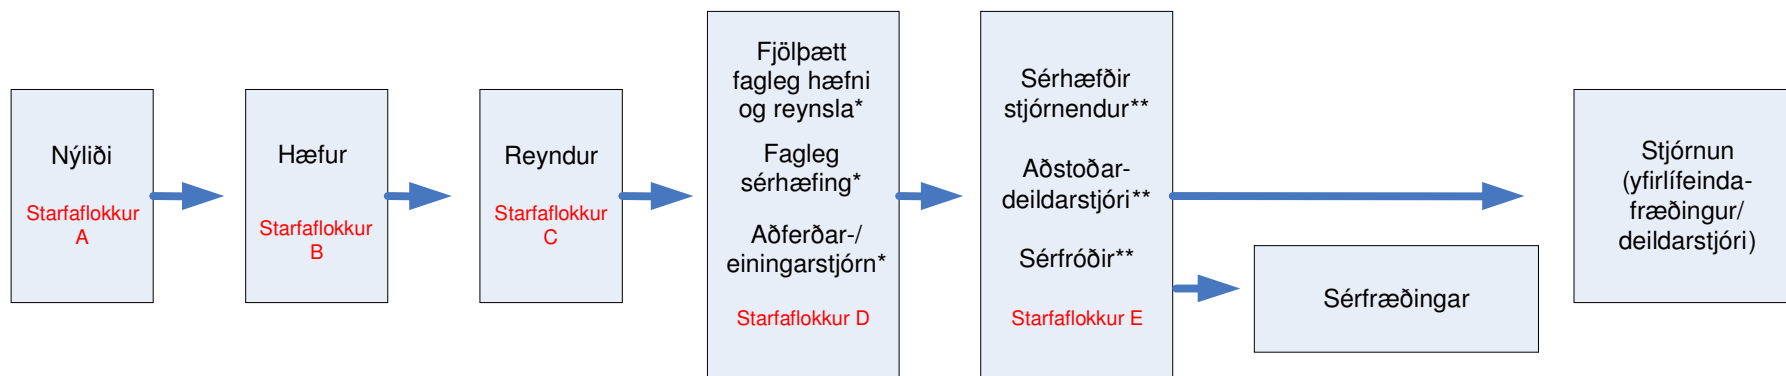 Nýliði
Starfaflokkur
A
Hæfur
Starfaflokkur
B
Reyndur
Starfaflokkur
C
Fjölþætt
fagleg hæfni
og reynsla*
Fagleg
sérhæfing*
Aðferðar-/
einingarstjórn*
Starfaflokkur D
Sérhæfðir
stjórnendur**
Aðstoðar-
deildarstjóri**
Sérfróðir**
Starfaflokkur E
Sérfræðingar
Stjórnun
(yfirlífeinda-
fræðingur/
deildarstjóri)